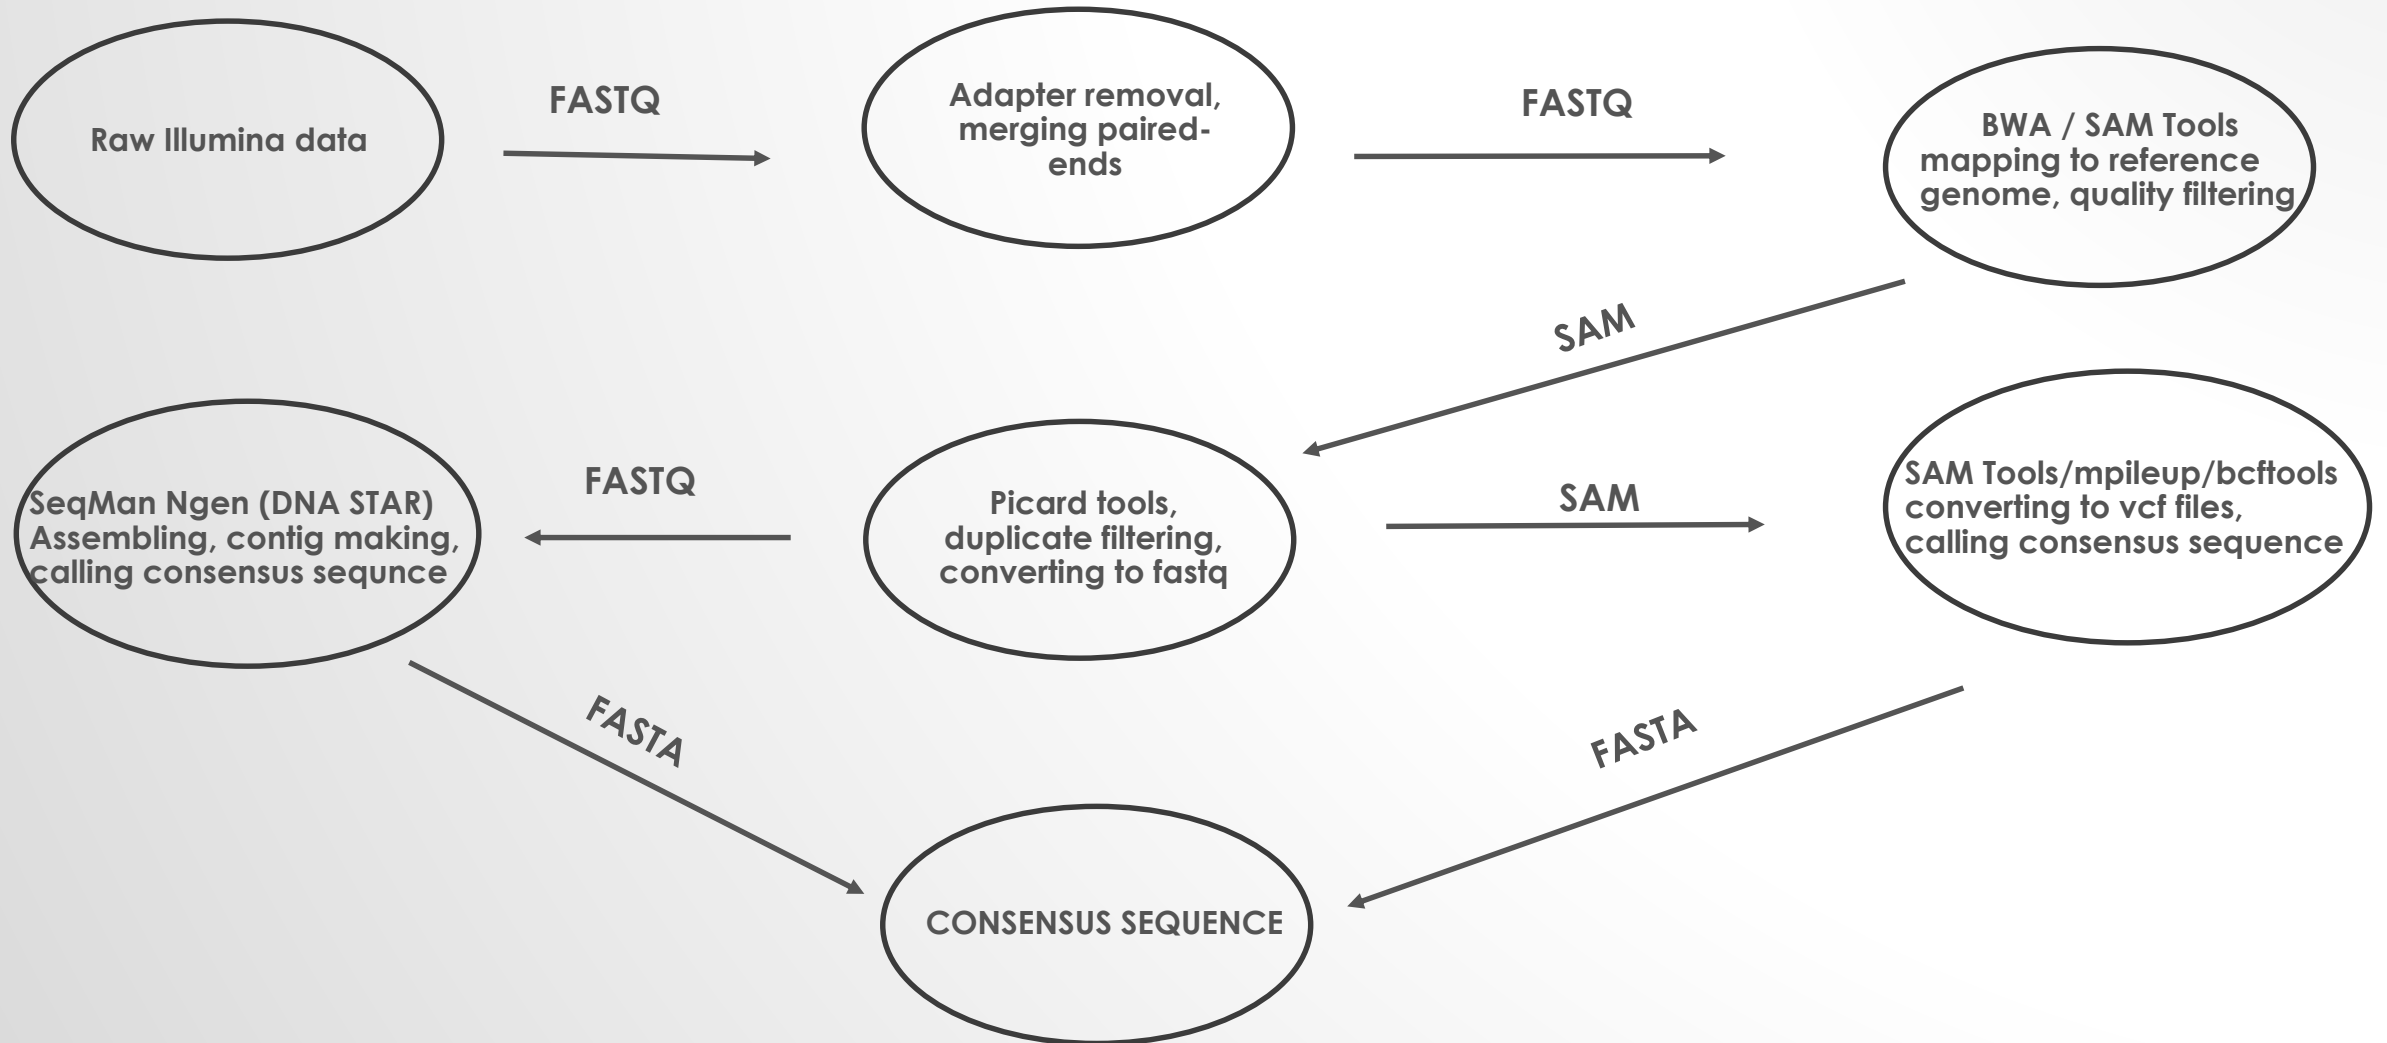 Raw Illumina data
FASTQ
Adapter removal,
merging paired-
ends
FASTQ
BWA / SAM Tools
mapping to reference
genome, quality filtering
SAM
SeqMan Ngen (DNA STAR)
Assembling, contig making,
calling consensus sequnce
FASTQ
Picard tools,
duplicate filtering,
converting to fastq
SAM
SAM Tools/mpileup/bcftools
converting to vcf files,
calling consensus sequence
FASTA
FASTA
CONSENSUS SEQUENCE